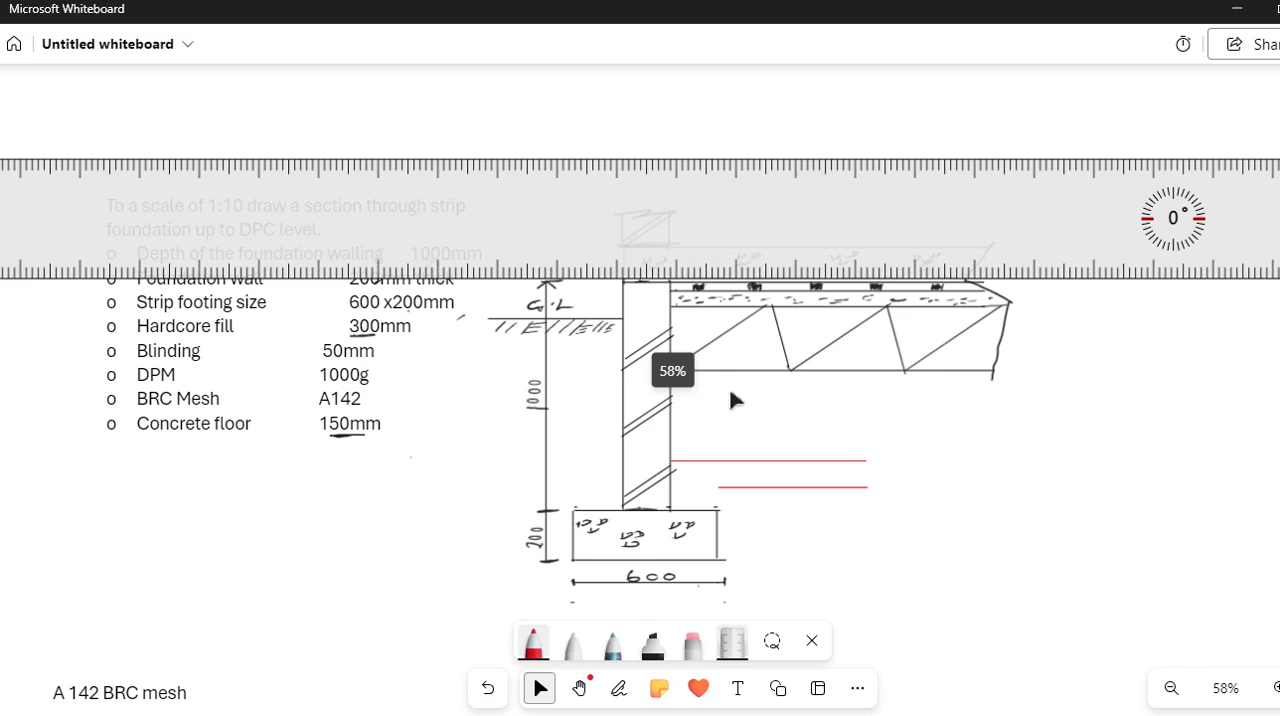 Microsoft Whiteboard
Untitled whiteboard
Shar
To a scale of 1:10 draw a section through strip
foundation up to DPC level.
o Depth of the foundation walling 1000mm
o Foundation wall 200mm thick
o Strip footing size 600 x200mm
o Hardcore fill 300mm
o Blinding 50mm
o DPM 1000g
o BRC Mesh A142
o Concrete floor 150mm
0°
G.L
58%
1000
200
600
A 142 BRC mesh
58%